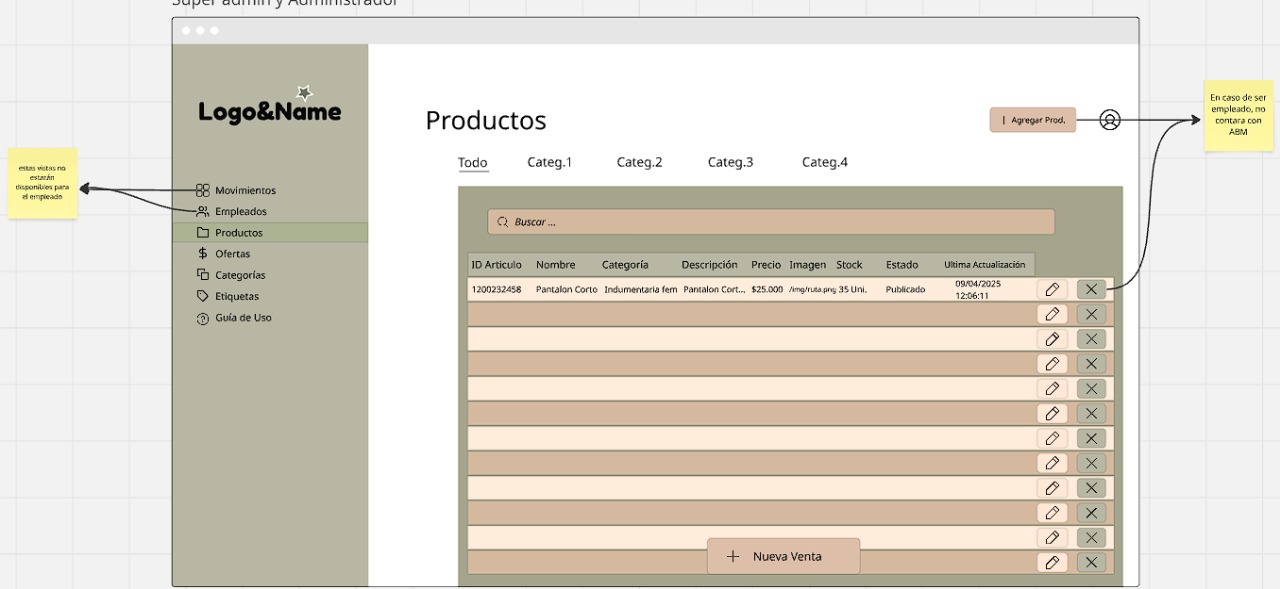 Super admin y Administrador
Logo&Name
Productos
Agregar Prod.
En caso de ser
empleado, no
contara con
ABM
estas vistas no
estarán
disponibles para
el empleado
Todo Categ.1 Categ.2 Categ.3 Categ.4
Movimientos
Empleados
Productos
Ofertas
Categorías
Etiquetas
Guía de Uso
Buscar ...
ID Articulo Nombre Categoría Descripción Precio Imagen Stock Estado Ultima Actualización
1200232458 Pantalon Corto Indumentaria fem Pantalon Cort... $25.000 /img/ruta.png 35 Uni. Publicado 09/04/2025
12:06:11
Nueva Venta